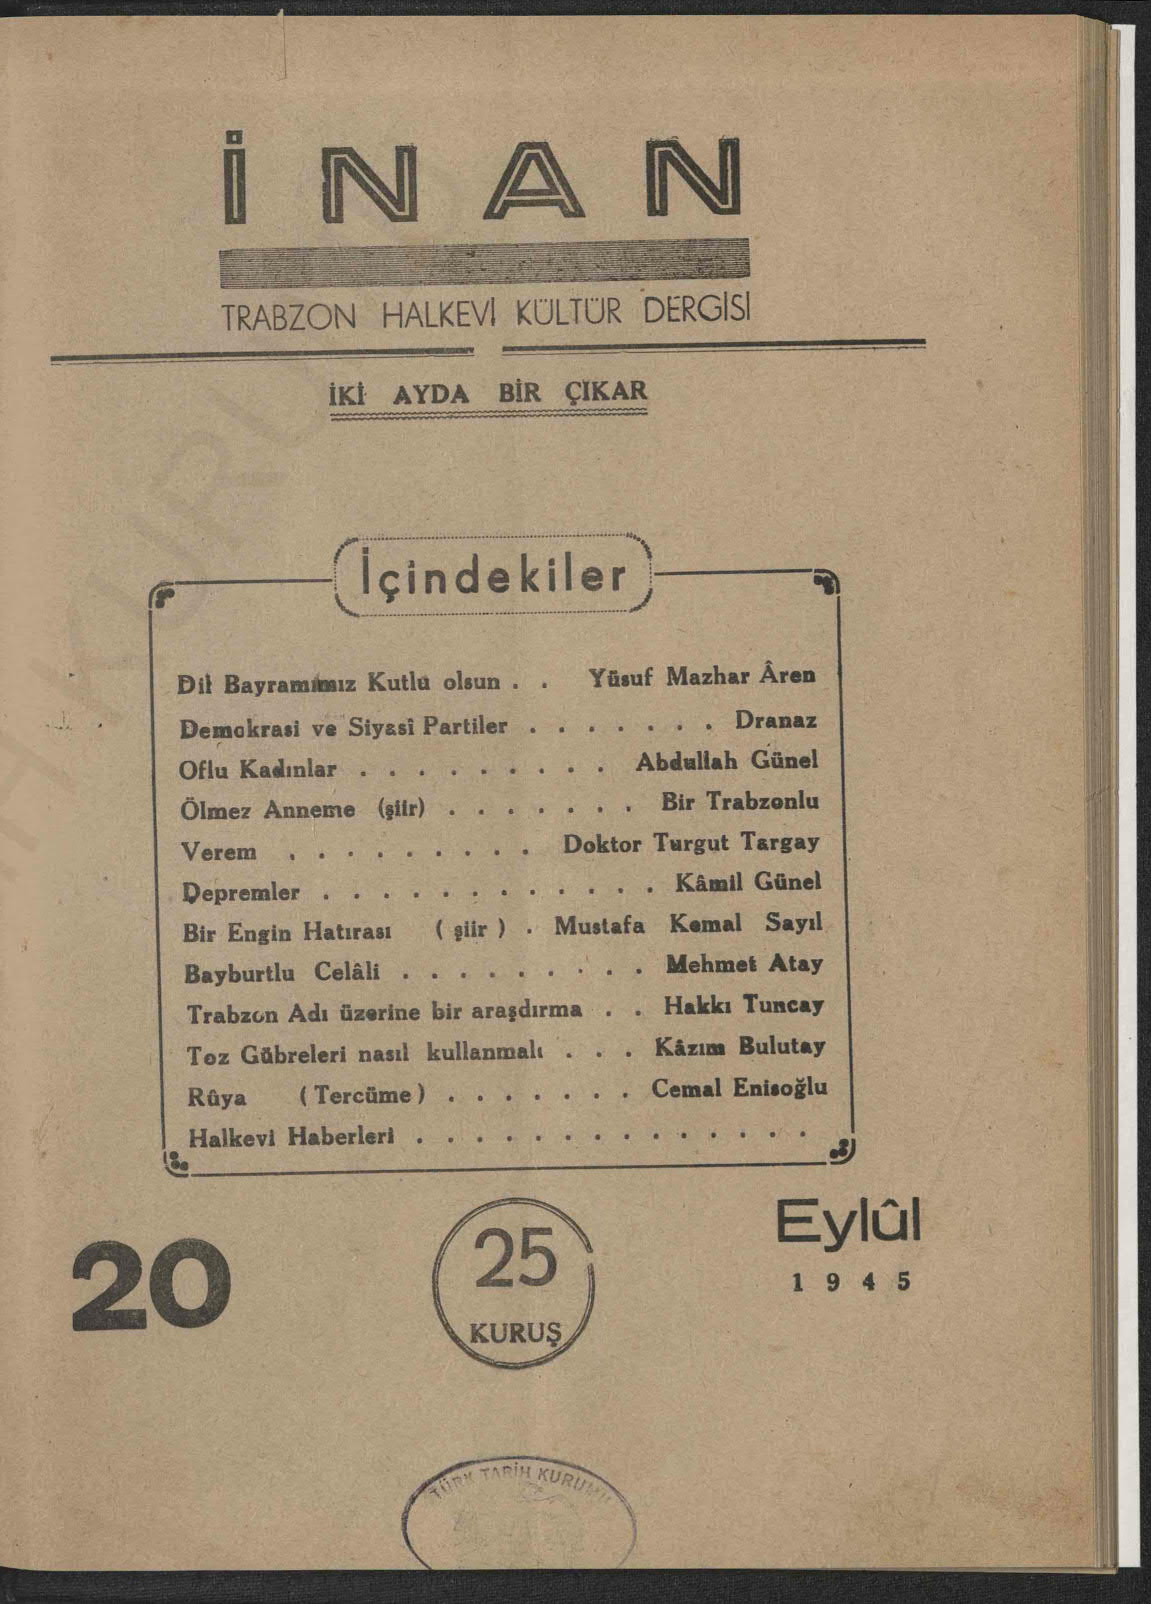 İNAN
TRABZON HALKEVİ KÜLTÜR DERGİSİ
İKİ AYDA BİR ÇIKAR
İçindekiler
Dil Bayramımız Kutlu olsun . . Yüsuf Mazhar Âren
Demokrasi ve Siyasî Partiler . . . . . . . Dranaz
Oflu Kadınlar . . . . . . . . . Abdullah Günel
Ölmez Anneme (şiir) . . . . . . . Bir Trabzonlu
Verem . . . . . . . . . Doktor Turgut Targay
Depremler . . . . . . . . . . . . Kâmil Günel
Bir Engin Hatırası ( şiir ) . Mustafa Kemal Sayıl
Bayburtlu Celâli . . . . . . . . . Mehmet Atay
Trabzon Adı üzerine bir araşdırma . . Hakkı Tuncay
Toz Gübreleri nasıl kullanmalı . . . Kâzım Bulutay
Rûya ( Tercüme ) . . . . . . . Cemal Enisoğlu
Halkevi Haberleri . . . . . . . . . . . . . .
20
25
KURUŞ
Eylûl
1945
TÜRK TARİH KURUMU